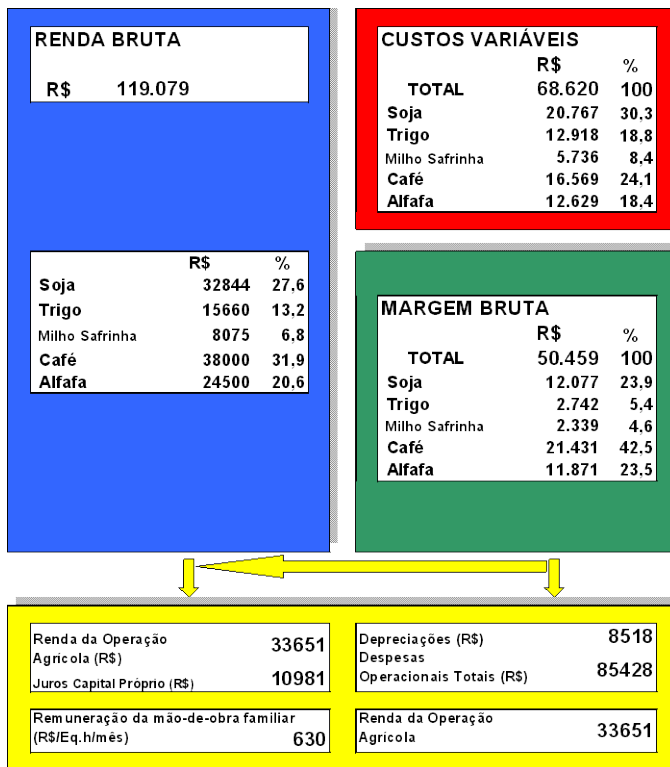 RENDA BRUTA
R$ 119.079
R$ %
Soja 32844 27,6
Trigo 15660 13,2
Milho Safrinha 8075 6,8
Café 38000 31,9
Alfafa 24500 20,6
CUSTOS VARIÁVEIS
R$ %
TOTAL 68.620 100
Soja 20.767 30,3
Trigo 12.918 18,8
Milho Safrinha 5.736 8,4
Café 16.569 24,1
Alfafa 12.629 18,4
MARGEM BRUTA
R$ %
TOTAL 50.459 100
Soja 12.077 23,9
Trigo 2.742 5,4
Milho Safrinha 2.339 4,6
Café 21.431 42,5
Alfafa 11.871 23,5
Renda da Operação
Agrícola (R$) 33651
Juros Capital Próprio (R$) 10981
Depreciações (R$) 8518
Despesas
Operacionais Totais (R$) 85428
Remuneração da mão-de-obra familiar
(R$/Eq.h/mês) 630
Renda da Operação
Agrícola 33651